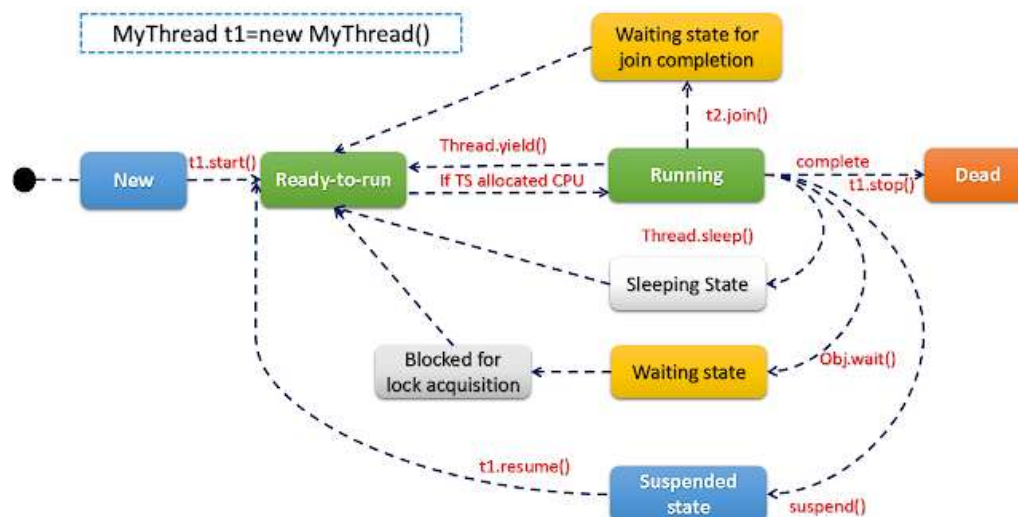 MyThread t1=new MyThread()
Waiting state for
join completion
t2.join()
t1.start()
Thread.yield()
complete
New
Ready-to-run
If TS allocated CPU
Running
t1.stop()
Dead
Thread.sleep()
Sleeping State
Blocked for
lock acquisition
Waiting state
Obj.wait()
t1.resume()
Suspended
state
suspend()